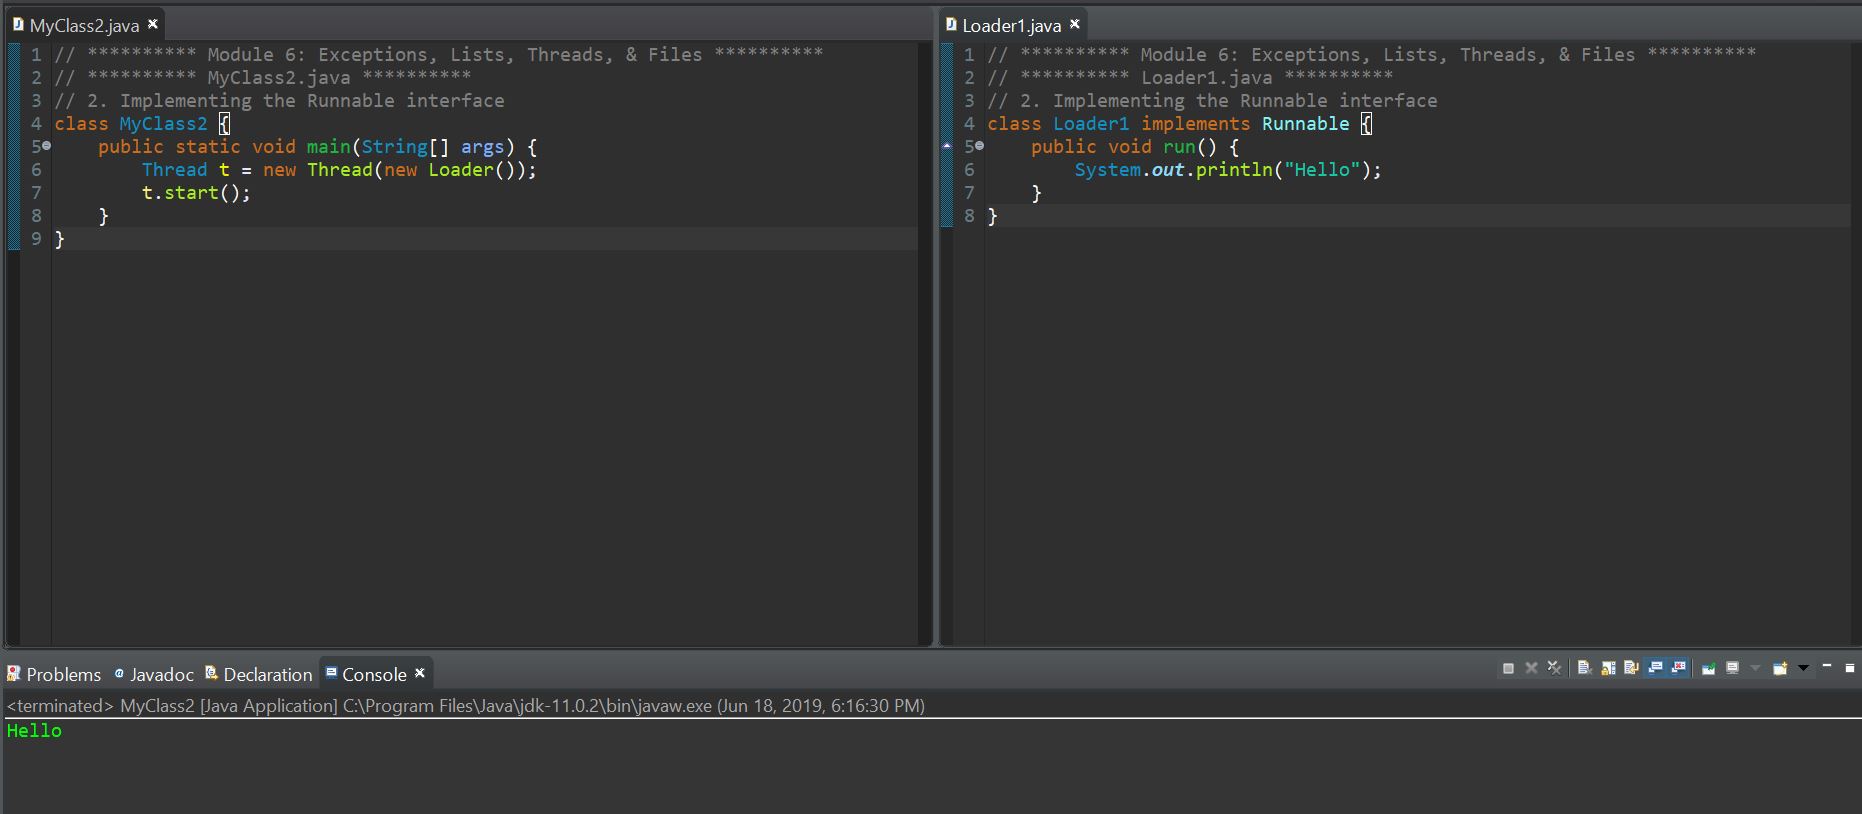 MyClass2.java
1 // ********** Module 6: Exceptions, Lists, Threads, & Files **********
2 // ********** MyClass2.java **********
3 // 2. Implementing the Runnable interface
4 class MyClass2 {
5     public static void main(String[] args) {
6         Thread t = new Thread(new Loader());
7         t.start();
8     }
9 }
Loader1.java
1 // ********** Module 6: Exceptions, Lists, Threads, & Files **********
2 // ********** Loader1.java **********
3 // 2. Implementing the Runnable interface
4 class Loader1 implements Runnable {
5     public void run() {
6         System.out.println("Hello");
7     }
8 }
Problems @ Javadoc Declaration Console
<terminated> MyClass2 [Java Application] C:\Program Files\Java\jdk-11.0.2\bin\javaw.exe (Jun 18, 2019, 6:16:30 PM)
Hello